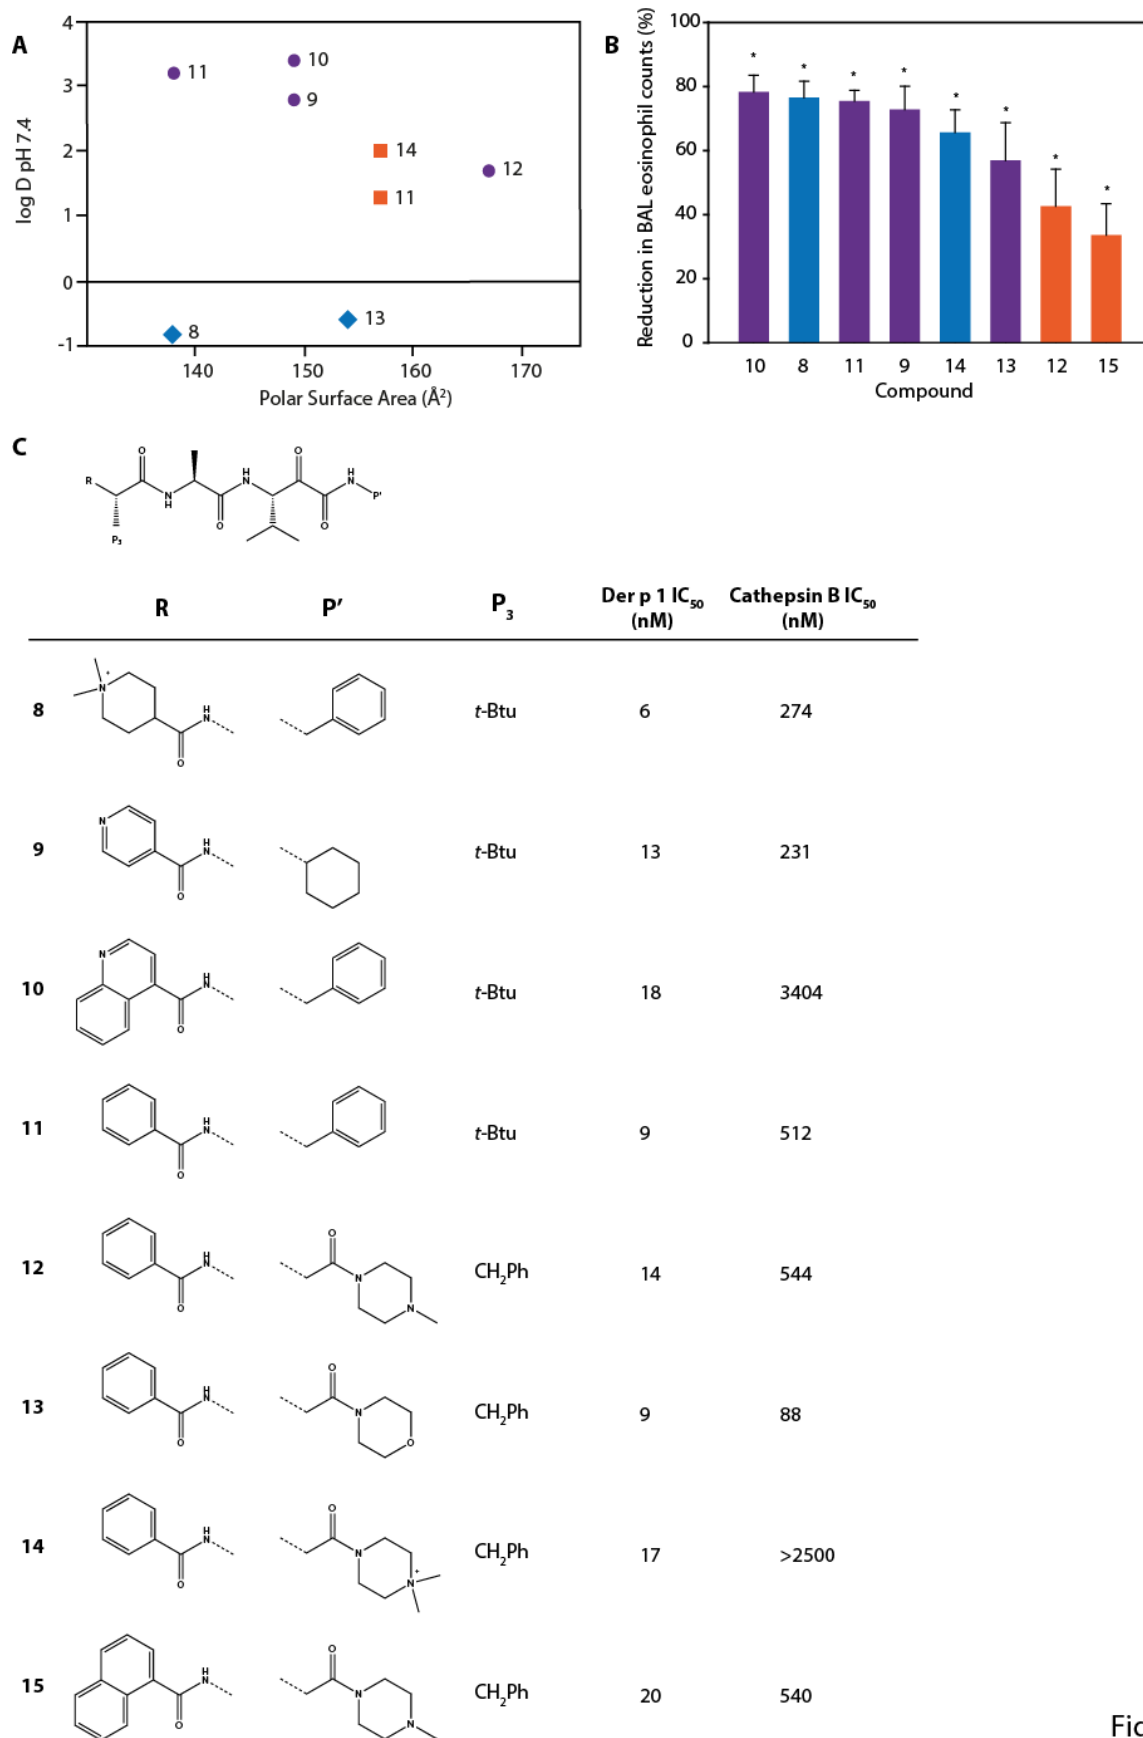 A
4
3
2
1
0
-1
log D pH 7.4
11
10
9
14
11
12
8
13
140 150 160 170
Polar Surface Area (Å²)
B
Reduction in BAL eosinophil counts (%)
100
80
60
40
20
0
* * * * * * * *
10 8 11 9 14 13 12 15
Compound
C
R
P₃
O
N
H
O
H
N
O
O
H
N
P'
R P' P₃ Der p 1 IC₅₀ (nM) Cathepsin B IC₅₀ (nM)
8 N + H N O t-Btu 6 274
9 N H N O t-Btu 13 231
10 N H N O t-Btu 18 3404
11 H N O t-Btu 9 512
12 H N O O N N CH₂Ph 14 544
13 H N O O N O CH₂Ph 9 88
14 H N O O N N + CH₂Ph 17 >2500
15 H N O O N N CH₂Ph 20 540